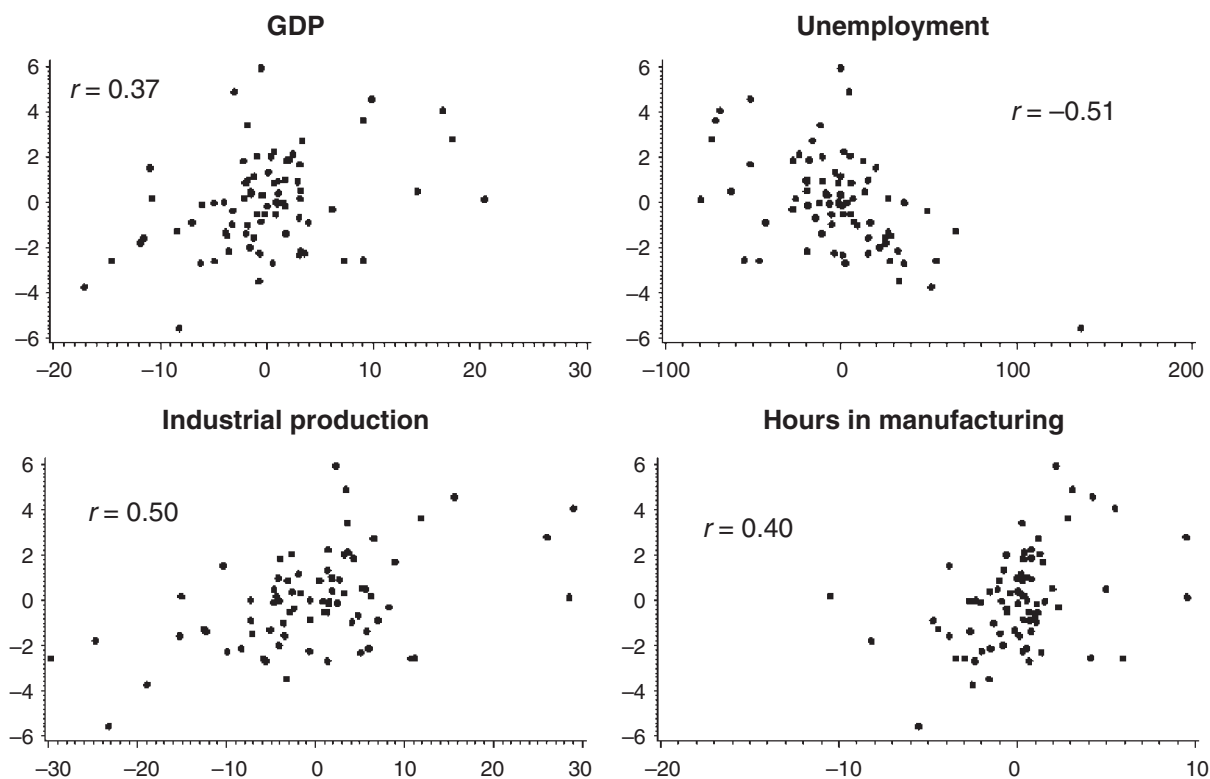 GDP
r = 0.37
6
4
2
0
–2
–4
–6
–20 –10 0 10 20 30
Unemployment
r = –0.51
6
4
2
0
–2
–4
–6
–100 0 100 200
Industrial production
r = 0.50
6
4
2
0
–2
–4
–6
–30 –20 –10 0 10 20 30
Hours in manufacturing
r = 0.40
6
4
2
0
–2
–4
–6
–20 –10 0 10